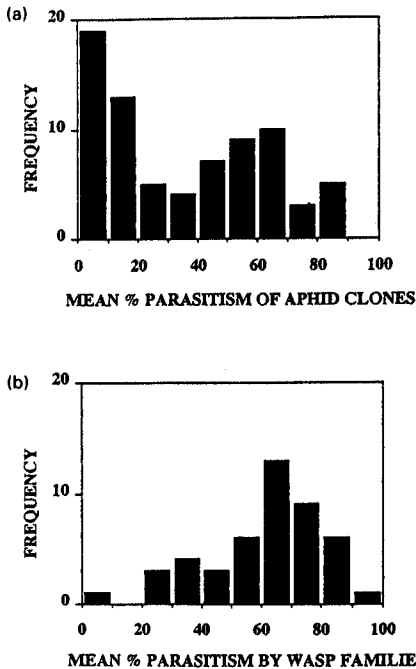 (a)
20
10
0
FREQUENCY
0 20 40 60 80 100
MEAN % PARASITISM OF APHID CLONES
(b)
20
10
0
FREQUENCY
0 20 40 60 80 100
MEAN % PARASITISM BY WASP FAMILIE